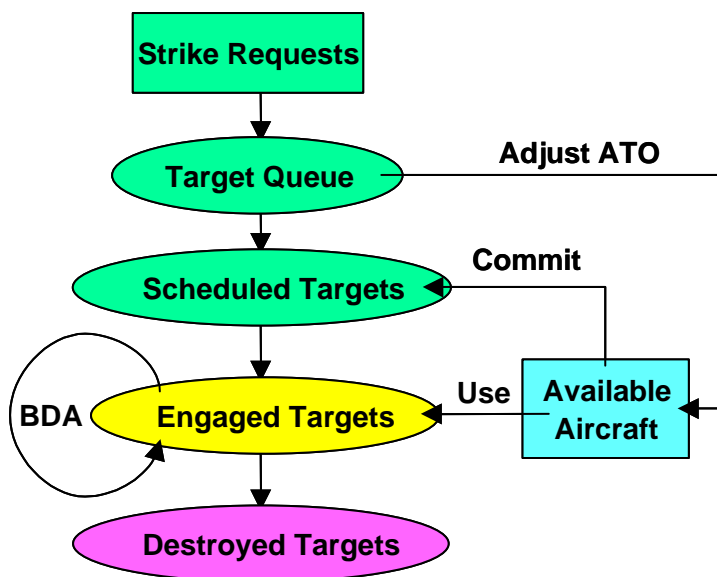 Strike Requests
Adjust ATO
Target Queue
Commit
Scheduled Targets
Use
Available
Aircraft
BDA
Engaged Targets
Destroyed Targets